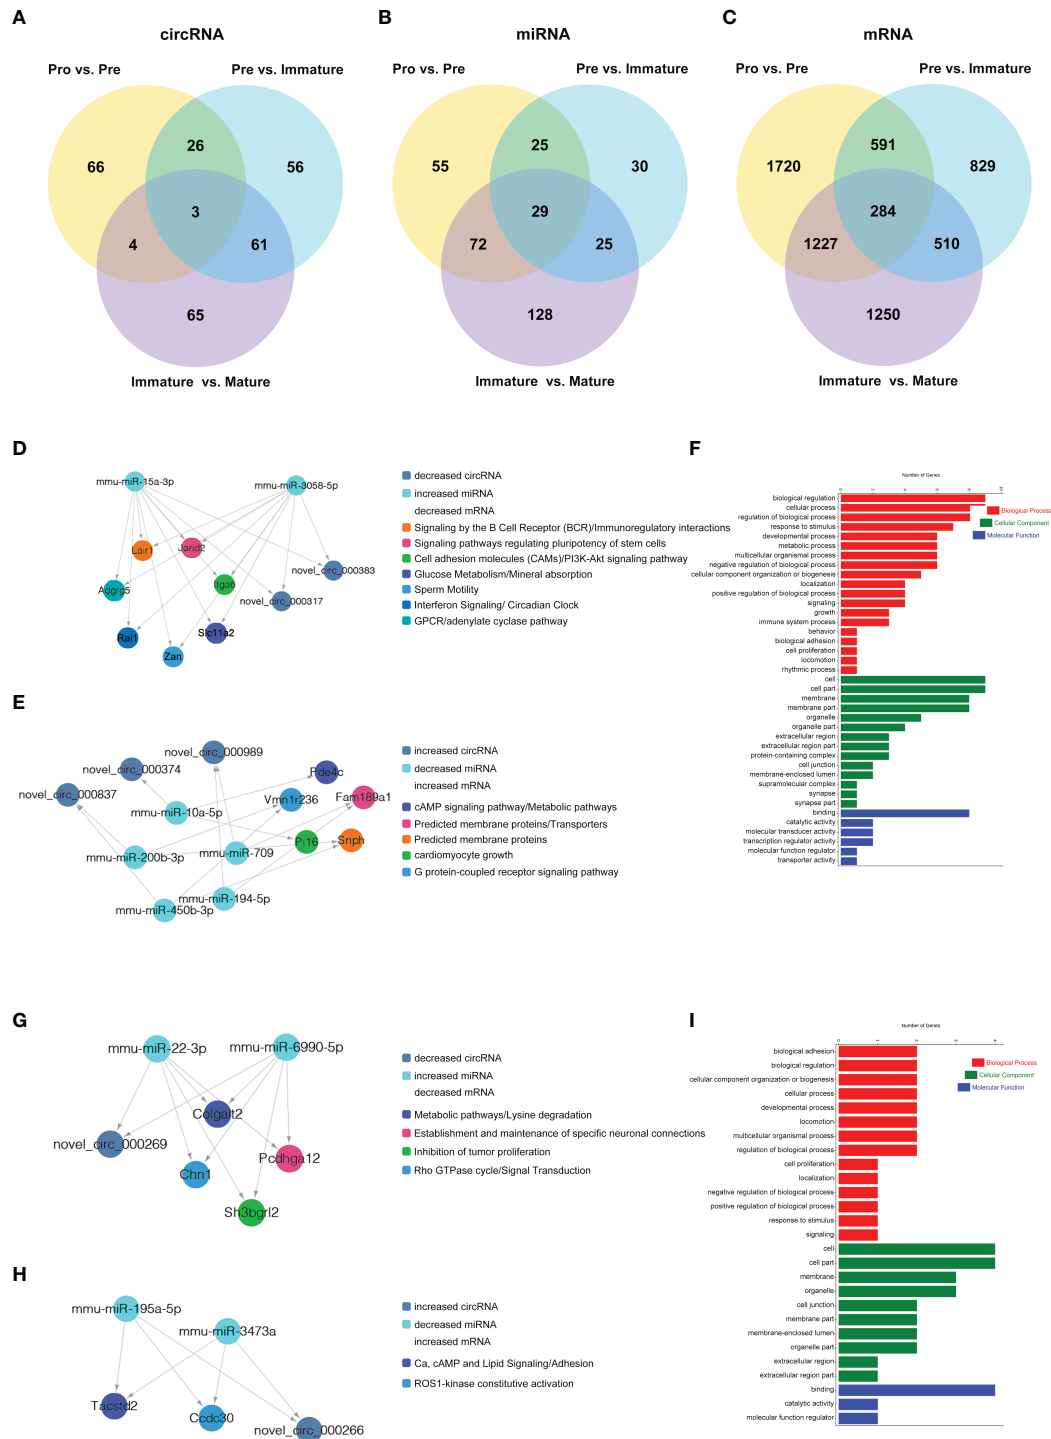 A
B
C
circRNA
miRNA
mRNA
Pro vs. Pre
Pre vs. Immature
Pro vs. Pre
Pre vs. Immature
Pro vs. Pre
Pre vs. Immature
66
26
56
3
4
61
65
55
25
30
29
72
25
128
1720
591
829
284
1227
510
1250
Immature vs. Mature
Immature vs. Mature
Immature vs. Mature
D
mmu-miR-15a-3p
mmu-miR-3058-5p
Lair1
Jarid2
novel_circ_000383
Adgrg5
Itga6
novel_circ_000317
Rai1
Slc11a2
Zan
decreased circRNA
increased miRNA
decreased mRNA
Signaling by the B Cell Receptor (BCR)/Immunoregulatory interactions
Signaling pathways regulating pluripotency of stem cells
Cell adhesion molecules (CAMs)/PI3K-Akt signaling pathway
Glucose Metabolism/Mineral absorption
Sperm Motility
Interferon Signaling/ Circadian Clock
GPCR/adenylate cyclase pathway
E
novel_circ_000989
novel_circ_000374
Pde4c
novel_circ_000837
Vmn1r236
Fam189a1
mmu-miR-10a-5p
Pi16
Snph
mmu-miR-200b-3p
mmu-miR-709
mmu-miR-194-5p
mmu-miR-450b-3p
increased circRNA
decreased miRNA
increased mRNA
cAMP signaling pathway/Metabolic pathways
Predicted membrane proteins/Transporters
Predicted membrane proteins
cardiomyocyte growth
G protein-coupled receptor signaling pathway
F
Number of Genes
0 2 4 6 8 10
biological regulation
cellular process
regulation of biological process
response to stimulus
developmental process
metabolic process
multicellular organismal process
negative regulation of biological process
cellular component organization or biogenesis
localization
positive regulation of biological process
signaling
growth
immune system process
behavior
biological adhesion
cell proliferation
locomotion
rhythmic process
cell
cell part
membrane
membrane part
organelle
organelle part
extracellular region
extracellular region part
protein-containing complex
cell junction
membrane-enclosed lumen
supramolecular complex
synapse
synapse part
binding
catalytic activity
molecular transducer activity
transcription regulator activity
molecular function regulator
transporter activity
Biological Process
Cellular Component
Molecular Function
G
mmu-miR-22-3p
mmu-miR-6990-5p
Colgalt2
novel_circ_000269
Pcdhga12
Chn1
Sh3bgrl2
decreased circRNA
increased miRNA
decreased mRNA
Metabolic pathways/Lysine degradation
Establishment and maintenance of specific neuronal connections
Inhibition of tumor proliferation
Rho GTPase cycle/Signal Transduction
H
mmu-miR-195a-5p
mmu-miR-3473a
Tacstd2
Ccdc30
novel_circ_000266
increased circRNA
decreased miRNA
increased mRNA
Ca, cAMP and Lipid Signaling/Adhesion
ROS1-kinase constitutive activation
I
Number of Genes
0 1 2 3 4
biological adhesion
biological regulation
cellular component organization or biogenesis
cellular process
developmental process
locomotion
multicellular organismal process
regulation of biological process
cell proliferation
localization
negative regulation of biological process
positive regulation of biological process
response to stimulus
signaling
cell
cell part
membrane
organelle
cell junction
membrane part
membrane-enclosed lumen
organelle part
extracellular region
extracellular region part
binding
catalytic activity
molecular function regulator
Biological Process
Cellular Component
Molecular Function